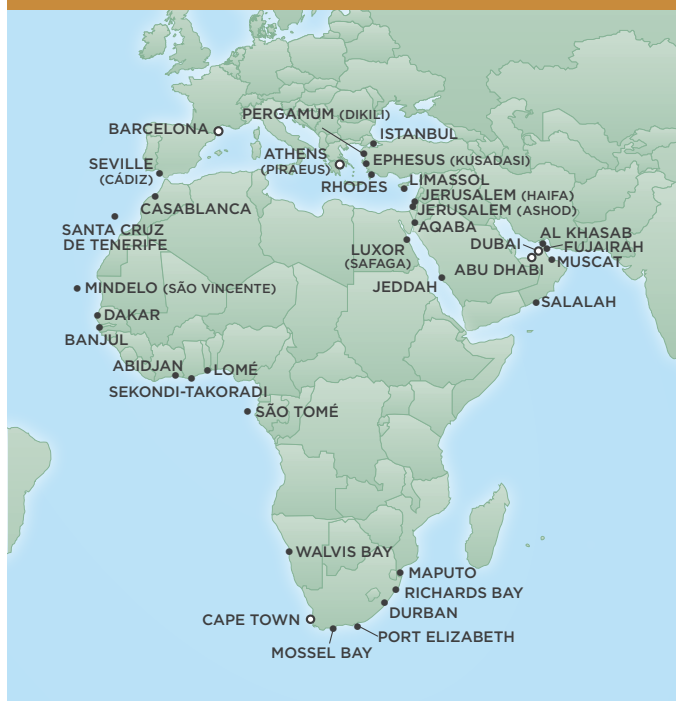 PERGAMUM (DIKILI)
BARCELONA
ISTANBUL
ATHENS
(PIRAEUS)
EPHESUS (KUSADASI)
SEVILLE
(CÁDIZ)
RHODES
LIMASSOL
JERUSALEM (HAIFA)
CASABLANCA
JERUSALEM (ASHOD)
AQABA
SANTA CRUZ
DE TENERIFE
AL KHASAB
DUBAI
FUJAIRAH
LUXOR
(SAFAGA)
MUSCAT
ABU DHABI
JEDDAH
MINDELO (SÃO VINCENTE)
SALALAH
DAKAR
BANJUL
ABIDJAN
LOMÉ
SEKONDI-TAKORADI
SÃO TOMÉ
WALVIS BAY
MAPUTO
RICHARDS BAY
DURBAN
CAPE TOWN
PORT ELIZABETH
MOSSEL BAY